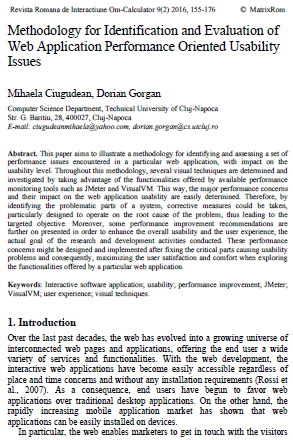 Revista Romana de Interactiune Om-Calculator 9(2) 2016, 155-176 © MatrixRom
Methodology for Identification and Evaluation of
Web Application Performance Oriented Usability
Issues
Mihaela Ciugudean, Dorian Gorgan
Computer Science Department, Technical University of Cluj-Napoca
Str. G. Baritiu, 28, 400027, Cluj-Napoca
E-mail: ciugudeanmihaela@yahoo.com, dorian.gorgan@cs.utcluj.ro
Abstract. This paper aims to illustrate a methodology for identifying and assessing a set of
performance issues encountered in a particular web application, with impact on the
usability level. Throughout this methodology, several visual techniques are determined and
investigated by taking advantage of the functionalities offered by available performance
monitoring tools such as JMeter and VisualVM. This way, the major performance concerns
and their impact on the web application usability are easily determined. Therefore, by
identifying the problematic parts of a system, corrective measures could be taken,
particularly designed to operate on the root cause of the problem, thus leading to the
targeted objective. Moreover, some performance improvement recommendations are
further on presented in order to enhance the overall usability and the user experience, the
actual goal of the research and development activities conducted. These performance
concerns might be designed and implemented after fixing the critical parts causing usability
problems and consequently, maximizing the user satisfaction and comfort when exploring
the functionalities offered by a particular web application.
Keywords: Interactive software application; usability; performance improvement; JMeter;
VisualVM; user experience; visual techniques.
1. Introduction
Over the last past decades, the web has evolved into a growing universe of
interconnected web pages and applications, offering the end user a wide
variety of services and functionalities. With the web development, the
interactive web applications have become easily accessible regardless of
place and time concerns and without any installation requirements (Rossi et
al., 2007). As a consequence, end users have begun to favor web
applications over traditional desktop applications. On the other hand, the
rapidly increasing mobile application market has shown that web
applications can be easily installed on devices.
In particular, the web enables marketers to get in touch with the visitors